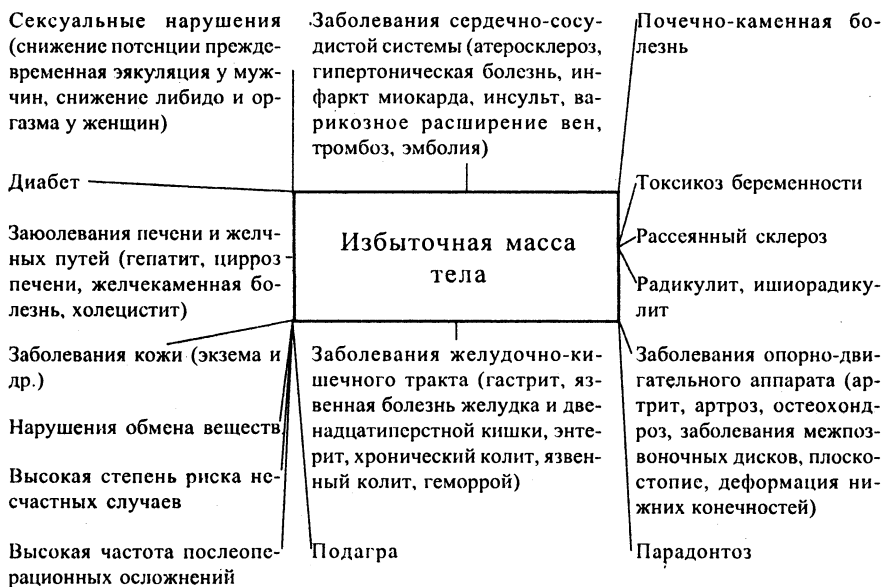 Сексуальные нарушения
(снижение потенции прежде-
временная эякуляция у муж-
чин, снижение либидо и ор-
газма у женщин)
Заболевания сердечно-сосу-
дистой системы (атеросклероз,
гипертоническая болезнь, ин-
фаркт миокарда, инсульт, ва-
рикозное расширение вен,
тромбоз, эмболия)
Почечно-каменная бо-
лезнь
Диабет
Токсикоз беременности
Заюолевания печени и желч-
ных путей (гепатит, цирроз
печени, желчекаменная бо-
лезнь, холецистит)
Избыточная масса
тела
Рассеянный склероз
Радикулит, ишиорадику-
лит
Заболевания кожи (экзема и
др.)
Заболевания желудочно-ки-
шечного тракта (гастрит, яз-
венная болезнь желудка и две-
надцатиперстной кишки, энте-
рит, хронический колит, язвен-
ный колит, геморрой)
Заболевания опорно-дви-
гательного аппарата (ар-
трит, артроз, остеохонд-
роз, заболевания межпоз-
воночных дисков, плоско-
стопие, деформация ни-
жних конечностей)
Нарушения обмена веществ
Высокая степень риска не-
счастных случаев
Высокая частота послеопе-
рационных осложнений
Подагра
Парадонтоз